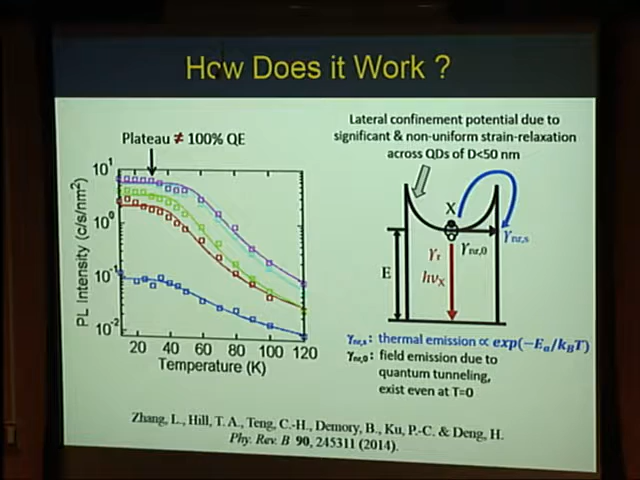 How Does it Work ?
Plateau ≠ 100% QE
PL Intensity (c/s/nm²)
10¹
10⁰
10⁻¹
10⁻²
20 40 60 80 100 120
Temperature (K)
Lateral confinement potential due to
significant & non-uniform strain-relaxation
across QDs of D<50 nm
X
γnr,s
γr
γnr,0
hνX
E
γnr,s: thermal emission ∝ exp(−Ea/kBT)
γnr,0: field emission due to
quantum tunneling,
exist even at T=0
Zhang, L., Hill, T. A., Teng, C.-H., Demory, B., Ku, P.-C. & Deng, H.
Phys. Rev. B 90, 245311 (2014).